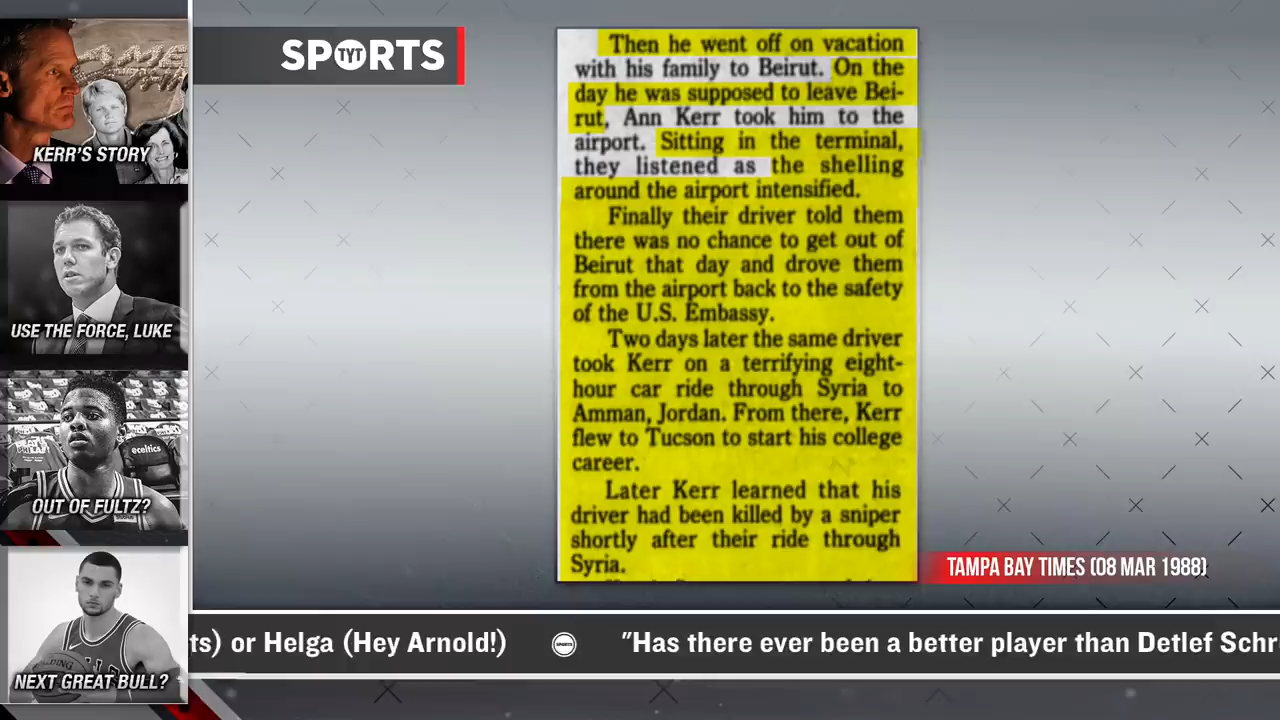 SPORTS
TYT
KERR'S STORY
USE THE FORCE, LUKE
OUT OF FULTZ?
NEXT GREAT BULL?
Then he went off on vacation
with his family to Beirut. On the
day he was supposed to leave Bei-
rut, Ann Kerr took him to the
airport. Sitting in the terminal,
they listened as the shelling
around the airport intensified.
Finally their driver told them
there was no chance to get out of
Beirut that day and drove them
from the airport back to the safety
of the U.S. Embassy.
Two days later the same driver
took Kerr on a terrifying eight-
hour car ride through Syria to
Amman, Jordan. From there, Kerr
flew to Tucson to start his college
career.
Later Kerr learned that his
driver had been killed by a sniper
shortly after their ride through
Syria.
TAMPA BAY TIMES (08 MAR 1988)
ts) or Helga (Hey Arnold!) SPORTS "Has there ever been a better player than Detlef Schr
eceltics
SPALDING